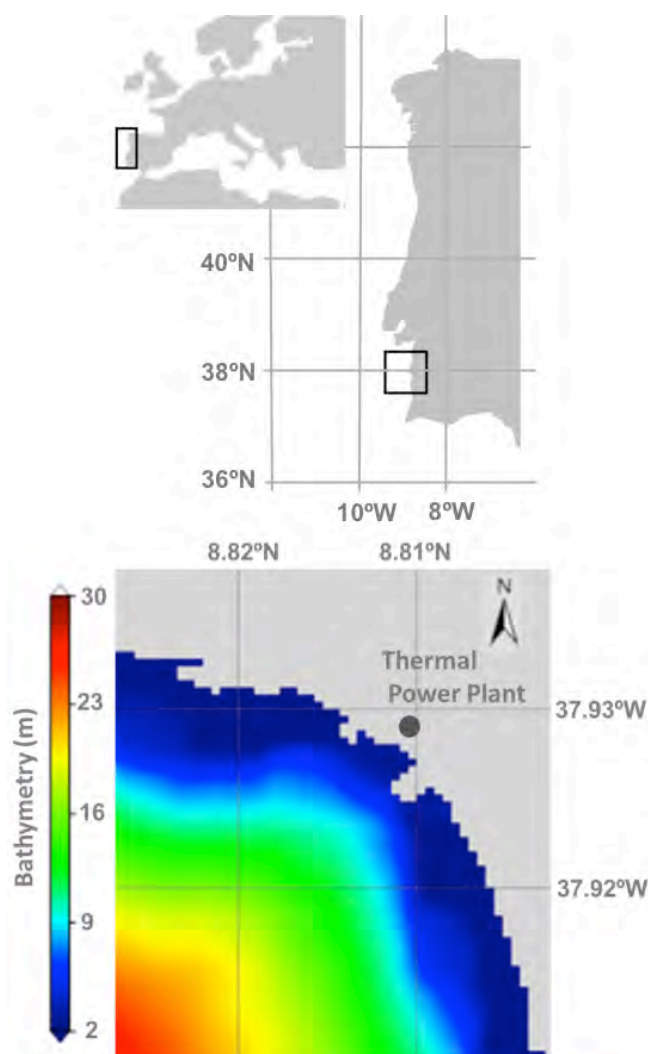 40ºN
38ºN
36ºN
10ºW 8ºW
8.82ºN 8.81ºN
30
23
16
9
2
Bathymetry (m)
N
Thermal
Power Plant
37.93ºW
37.92ºW